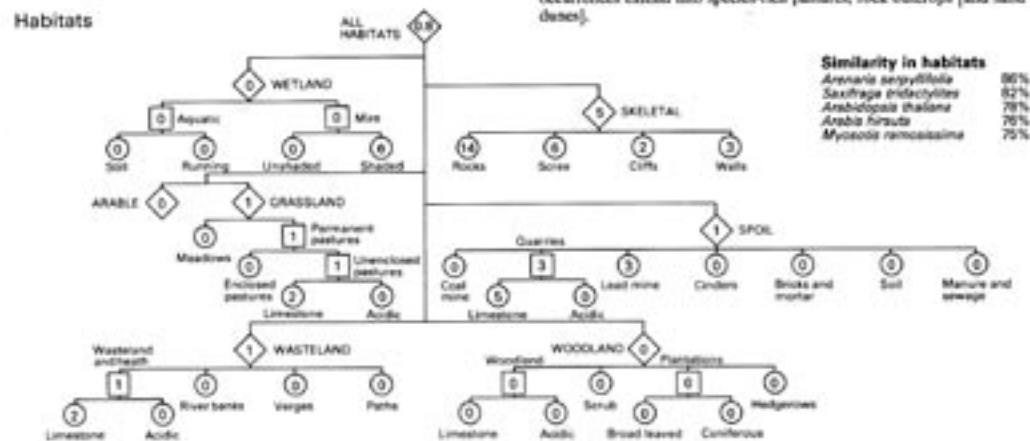 dunes].
Habitats
ALL
HABITATS
0.8
Similarity in habitats
Arenaria serpyllifolia 86%
Saxifraga tridactylites 82%
Arabidopsis thaliana 78%
Arabis hirsuta 76%
Myosotis ramosissima 75%
0 WETLAND
0 Aquatic
0 Mire
5 SKELETAL
0 0 0 6
Still Running Unshaded Shaded
14 6 2 3
Rocks Scree Cliffs Walls
ARABLE 0
1 GRASSLAND
0 Meadows
1 Permanent
pastures
0 Enclosed
pastures
1 Unenclosed
pastures
2 0
Limestone Acidic
1 SPOIL
Quarries
0 3 3 0 0 0 0
Coal
mine
Lead mine Cinders Bricks and
mortar
Soil Manure and
sewage
5 0
Limestone Acidic
1 WASTELAND
Wasteland
and heath
1 0 0 0
River banks Verges Paths
2 0
Limestone Acidic
WOODLAND 0
Woodland Plantations
0 0 0 0
Scrub Hedgerows
0 0 0 0
Limestone Acidic Broad leaved Coniferous